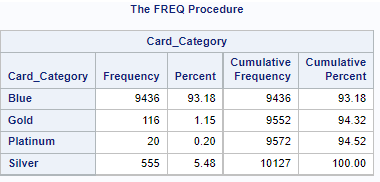 The FREQ Procedure
Card_Category
Card_Category Frequency Percent Cumulative Frequency Cumulative Percent
Blue 9436 93.18 9436 93.18
Gold 116 1.15 9552 94.32
Platinum 20 0.20 9572 94.52
Silver 555 5.48 10127 100.00